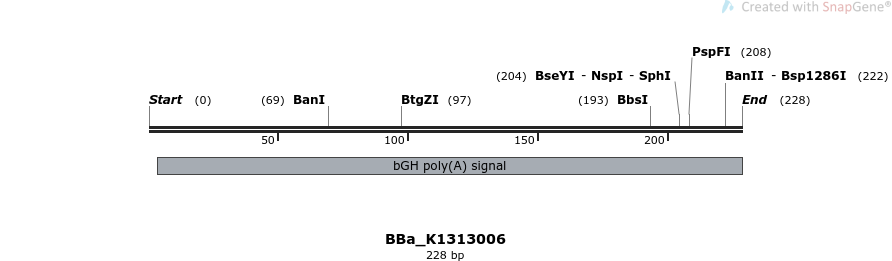 Created with SnapGene®
PspFI (208)
(204) BseYI - NspI - SphI
BanII - Bsp1286I (222)
Start (0)
(69) BanI
BtgZI (97)
(193) BbsI
End (228)
50
100
150
200
bGH poly(A) signal
BBa_K1313006
228 bp